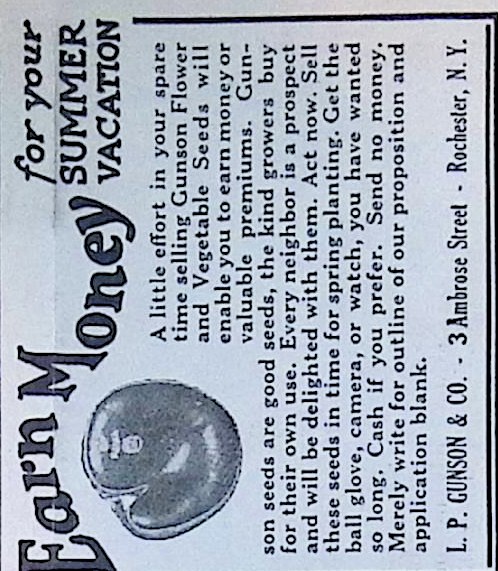 Earn Money
for your
SUMMER
VACATION
A little effort in your spare
time selling Gunson Flower
and Vegetable Seeds will
enable you to earn money or
valuable premiums. Gun-
son seeds are good seeds, the kind growers buy
for their own use. Every neighbor is a prospect
and will be delighted with them. Act now. Sell
these seeds in time for spring planting. Get the
ball glove, camera, or watch, you have wanted
so long. Cash if you prefer. Send no money.
Merely write for outline of our proposition and
application blank.
L. P. GUNSON & CO. - 3 Ambrose Street - Rochester, N. Y.